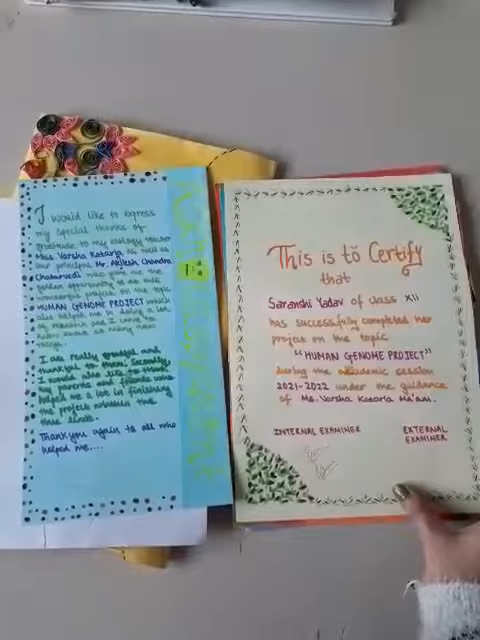 I would like to express
my special thanks of
gratitude to my biology teacher
Miss Varsha Kataria as well as
our principal Mr. Akilesh Chandra
Chaturvedi who gave me the
golden opportunity to do this
wonderful project on the topic
HUMAN GENOME PROJECT which
also helped me in doing a lot
of research and I came to
know about so many new
things.
I am really grateful and
thankful to them. Secondly
I would also like to thank
my parents and friends who
helped me a lot in finishing
the project within the
time limit.
Thankyou again to all who
helped me....
This is to Certify
that
Saranshi Yadav of class XII
has successfully completed her
project on the topic
"HUMAN GENOME PROJECT"
during the academic session
2021-2022 under the guidance
of Ms. Varsha Kataria Ma'am.
INTERNAL EXAMINER
EXTERNAL
EXAMINER